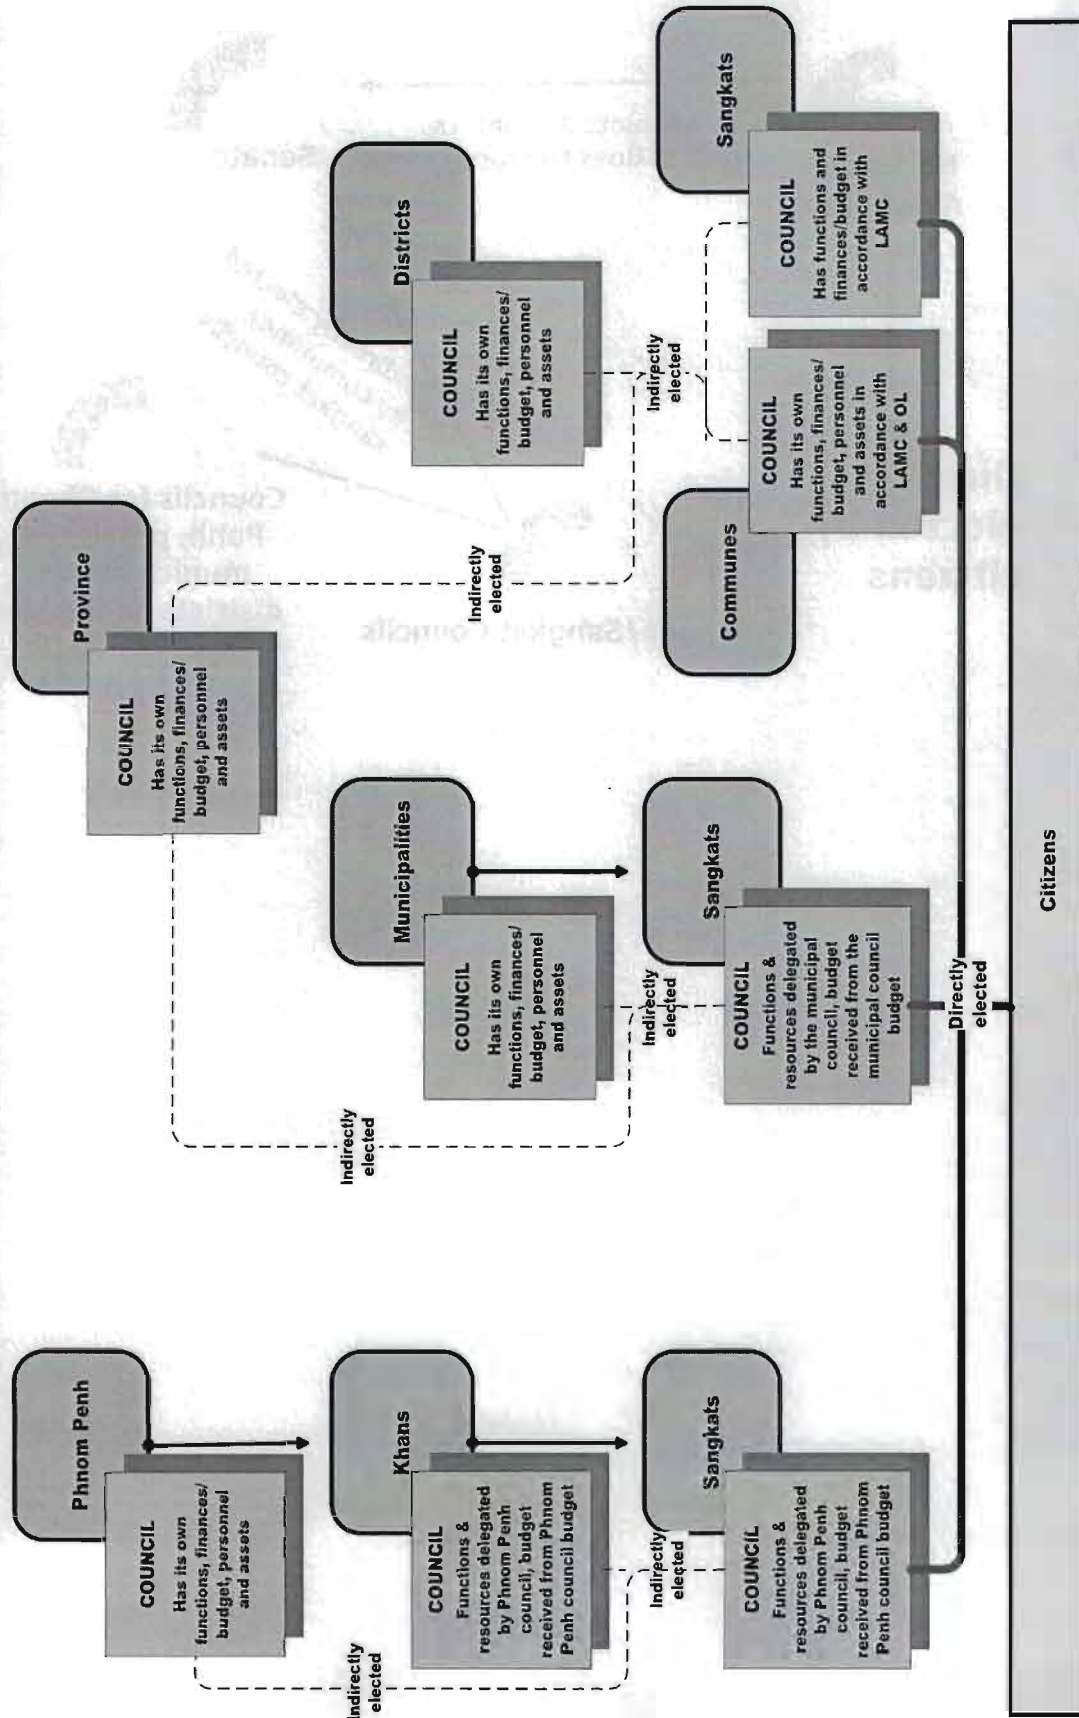 Phnom Penh
COUNCIL
Has its own
functions, finances/
budget, personnel
and assets
Indirectly
elected
Khans
COUNCIL
Functions &
resources delegated
by Phnom Penh
council, budget
received from Phnom
Penh council budget
Indirectly
elected
Sangkats
COUNCIL
Functions &
resources delegated
by Phnom Penh
council, budget
received from Phnom
Penh council budget
Province
COUNCIL
Has its own
functions, finances/
budget, personnel
and assets
Indirectly
elected
Indirectly
elected
Municipalities
COUNCIL
Has its own
functions, finances/
budget, personnel
and assets
Indirectly
elected
Sangkats
COUNCIL
Functions &
resources delegated
by the municipal
council, budget
received from the
municipal council
budget
Districts
COUNCIL
Has its own
functions, finances/
budget, personnel
and assets
Indirectly
elected
Communes
COUNCIL
Has its own
functions, finances/
budget, personnel
and assets in
accordance with
LAMC & OL
Sangkats
COUNCIL
Has functions and
finances/budget in
accordance with
LAMC
Directly
elected
Citizens
/Sangkat Councils